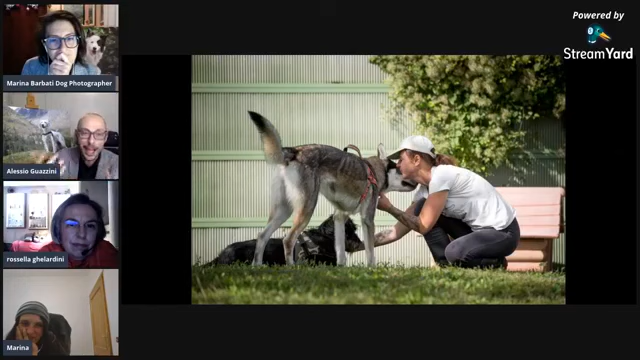 Powered by
StreamYard
Marina Barbati Dog Photographer
Alessio Guazzini
rossella ghelardini
Marina